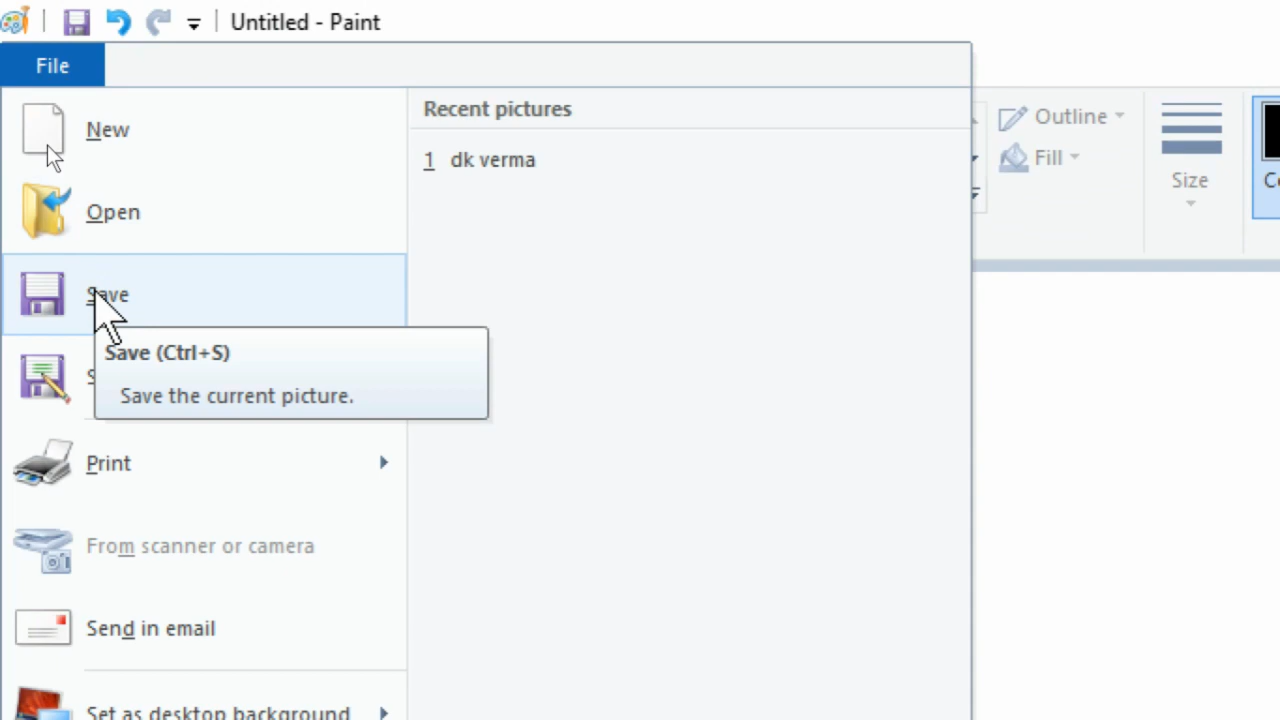 Untitled - Paint
File
Recent pictures
New
1 dk verma
Open
Save
Save (Ctrl+S)
Save the current picture.
Print
From scanner or camera
Send in email
Set as desktop background
Outline
Fill
Size